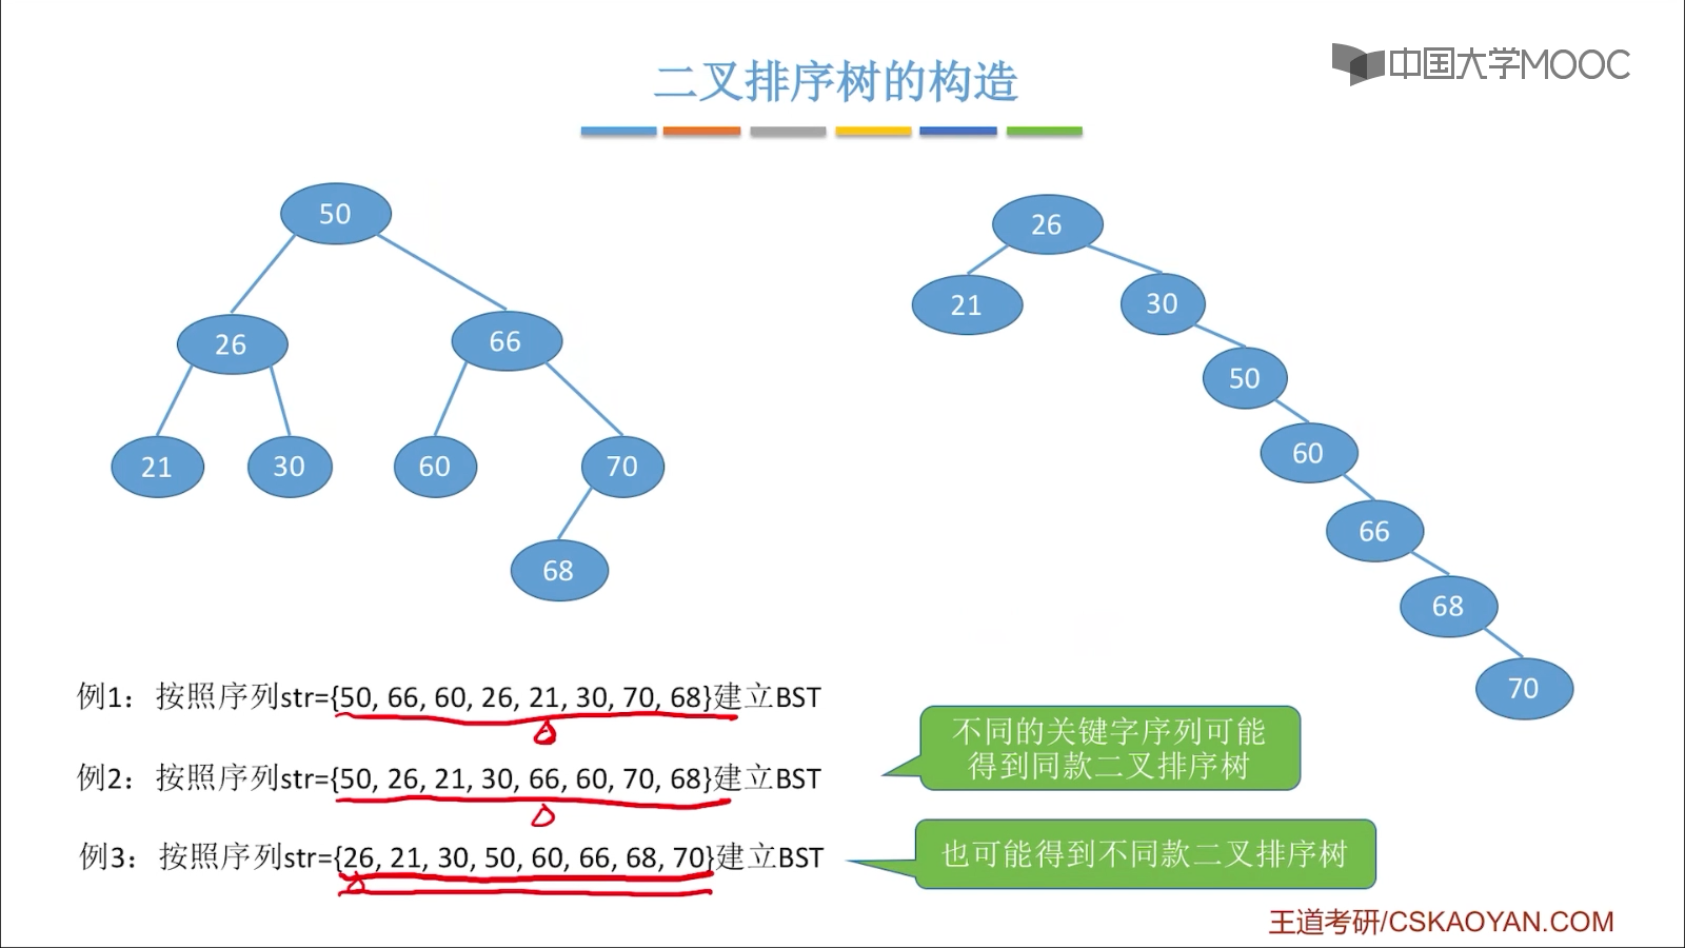 中国大学MOOC
二叉排序树的构造
50
26
66
21
30
60
70
68
26
21
30
50
60
66
68
70
例1：按照序列str={50, 66, 60, 26, 21, 30, 70, 68}建立BST
例2：按照序列str={50, 26, 21, 30, 66, 60, 70, 68}建立BST
例3：按照序列str={26, 21, 30, 50, 60, 66, 68, 70}建立BST
不同的关键字序列可能
得到同款二叉排序树
也可能得到不同款二叉排序树
王道考研/CSKAOYAN.COM